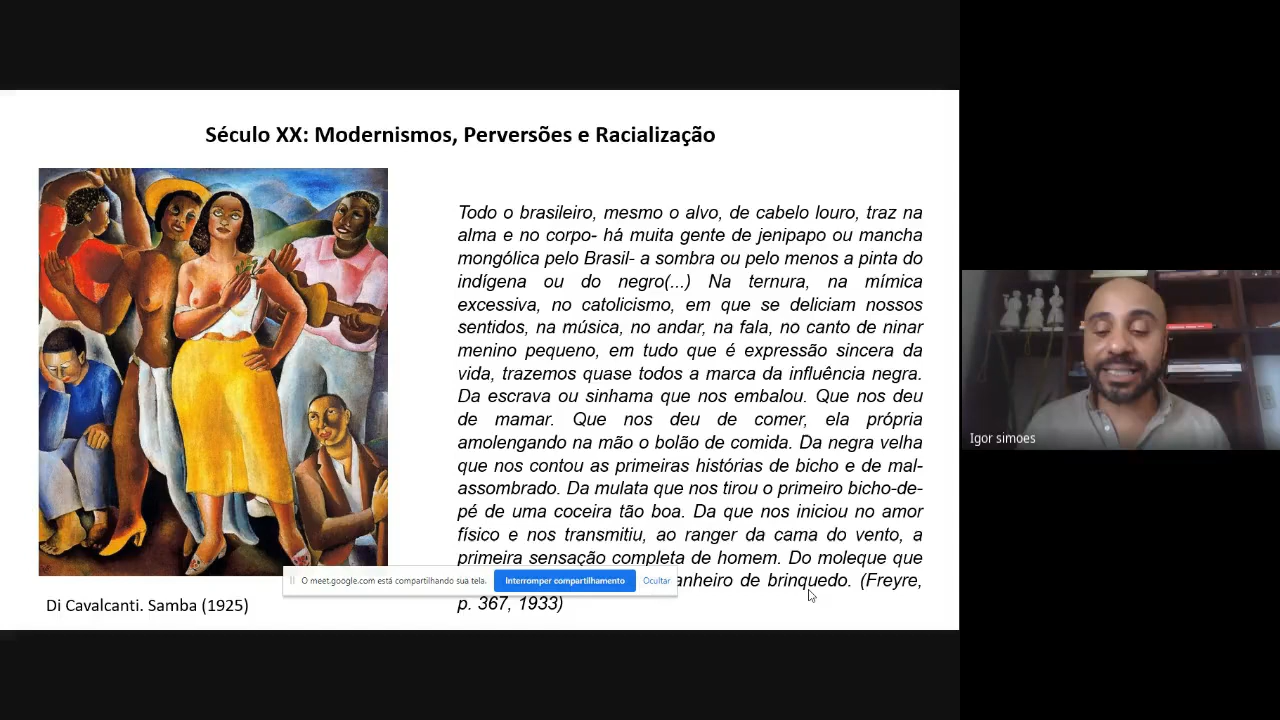 Século XX: Modernismos, Perversões e Racialização
Todo o brasileiro, mesmo o alvo, de cabelo louro, traz na
alma e no corpo- há muita gente de jenipapo ou mancha
mongólica pelo Brasil- a sombra ou pelo menos a pinta do
indígena ou do negro(...) Na ternura, na mímica
excessiva, no catolicismo, em que se deliciam nossos
sentidos, na música, no andar, na fala, no canto de ninar
menino pequeno, em tudo que é expressão sincera da
vida, trazemos quase todos a marca da influência negra.
Da escrava ou sinhama que nos embalou. Que nos deu
de mamar. Que nos deu de comer, ela própria
amolengando na mão o bolão de comida. Da negra velha
que nos contou as primeiras histórias de bicho e de mal-
assombrado. Da mulata que nos tirou o primeiro bicho-de-
pé de uma coceira tão boa. Da que nos iniciou no amor
físico e nos transmitiu, ao ranger da cama do vento, a
primeira sensação completa de homem. Do moleque que
anheiro de brinquedo. (Freyre,
p. 367, 1933)
O meet.google.com está compartilhando sua tela.
Interromper compartilhamento
Ocultar
Di Cavalcanti. Samba (1925)
Igor simoes